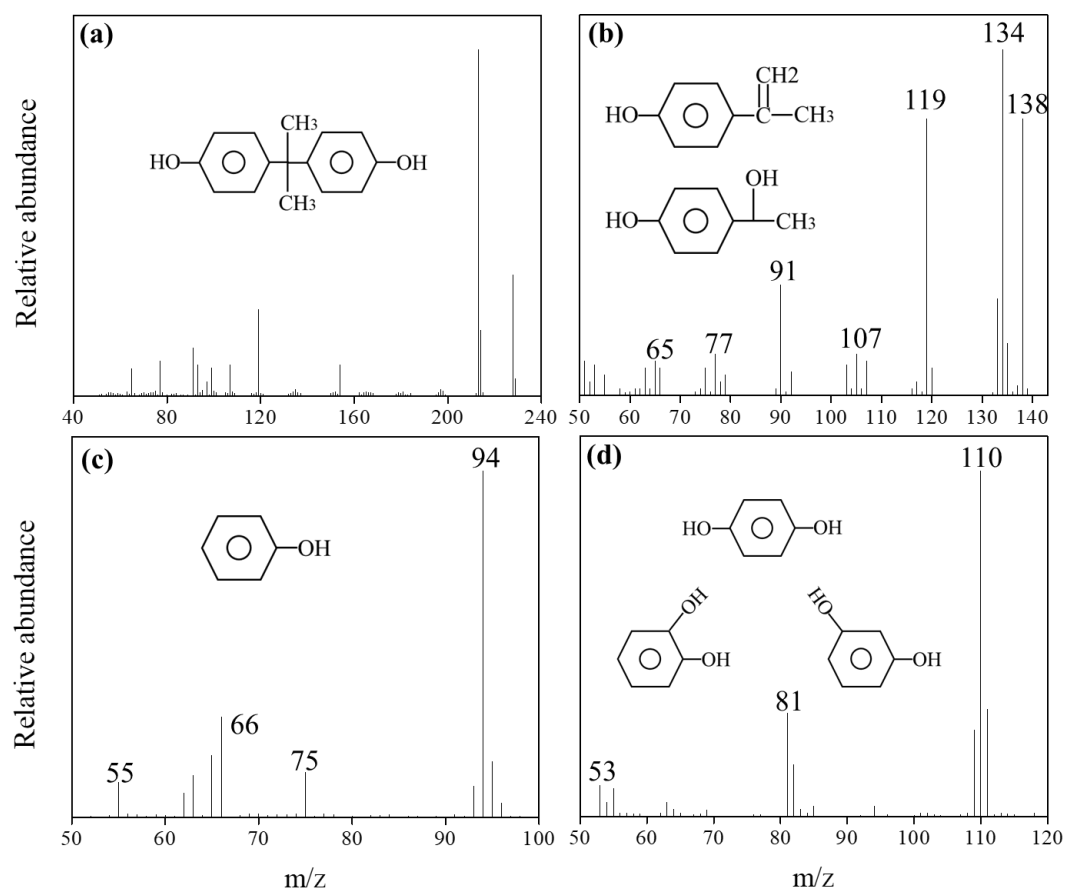 (a)
CH3
HO
OH
CH3
Relative abundance
40 80 120 160 200 240
(b)
134
CH2
HO
C
CH3
119
138
OH
HO
CH3
91
65
77
107
50 60 70 80 90 100 110 120 130 140
(c)
94
OH
66
55
75
Relative abundance
50 60 70 80 90 100
m/z
(d)
110
HO
OH
OH
OH
HO
OH
81
53
50 60 70 80 90 100 110 120
m/z